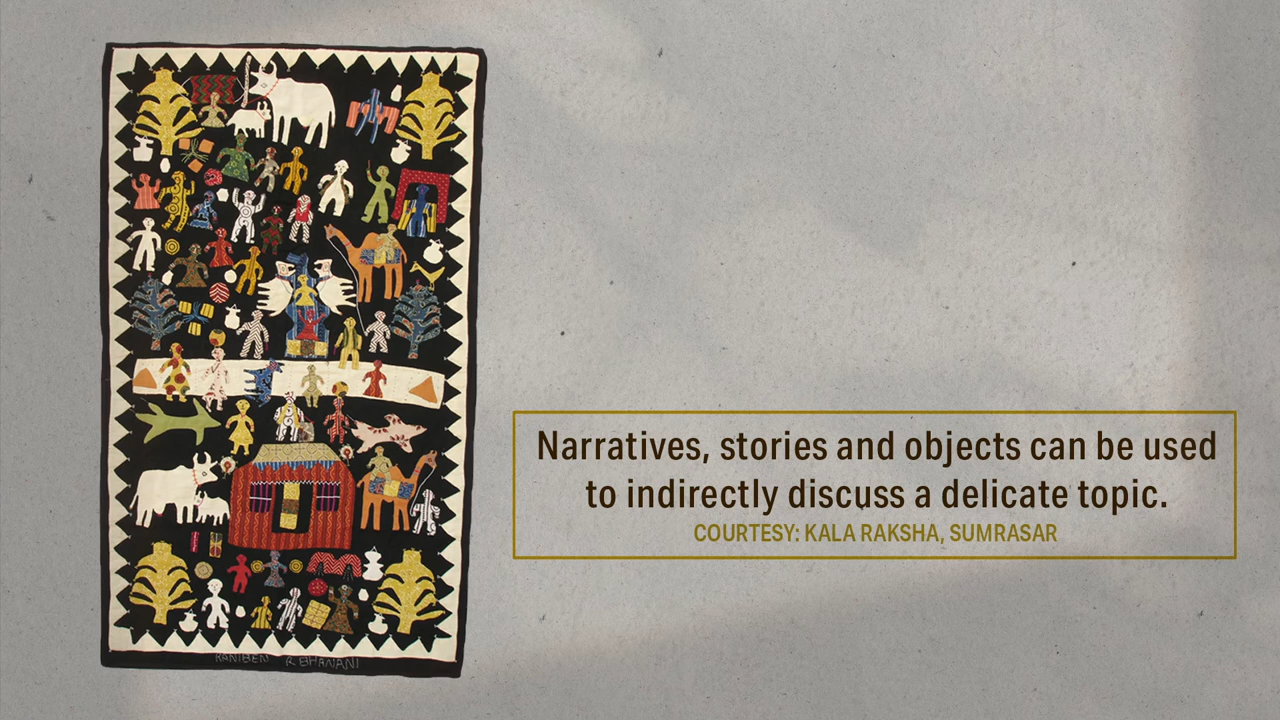 Narratives, stories and objects can be used
to indirectly discuss a delicate topic.
COURTESY: KALA RAKSHA, SUMRASAR
RANIBEN R BHANANI